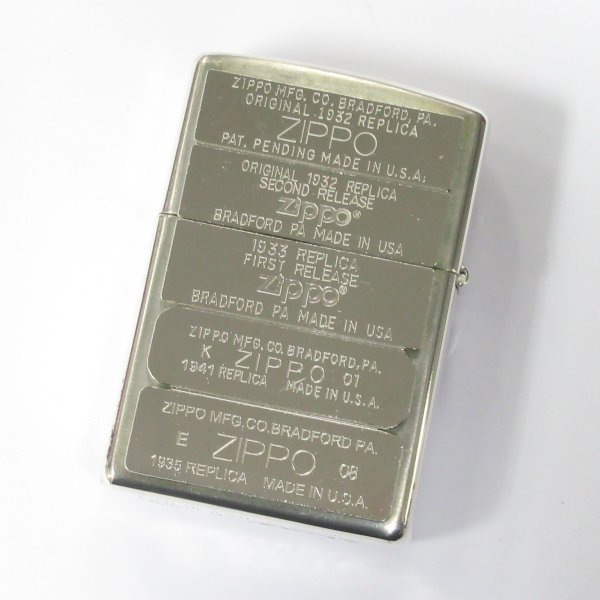 ZIPPO MFG. CO. BRADFORD, PA.
ORIGINAL 1932 REPLICA
ZIPPO
PAT. PENDING MADE IN U.S.A.
ORIGINAL 1932 REPLICA
SECOND RELEASE
Zippo®
BRADFORD PA MADE IN USA
1933 REPLICA
FIRST RELEASE
Zippo®
BRADFORD PA MADE IN USA
ZIPPO MFG. CO. BRADFORD, PA.
K ZIPPO 01
1941 REPLICA MADE IN U.S.A.
ZIPPO MFG. CO. BRADFORD PA.
E ZIPPO 08
1935 REPLICA MADE IN U.S.A.